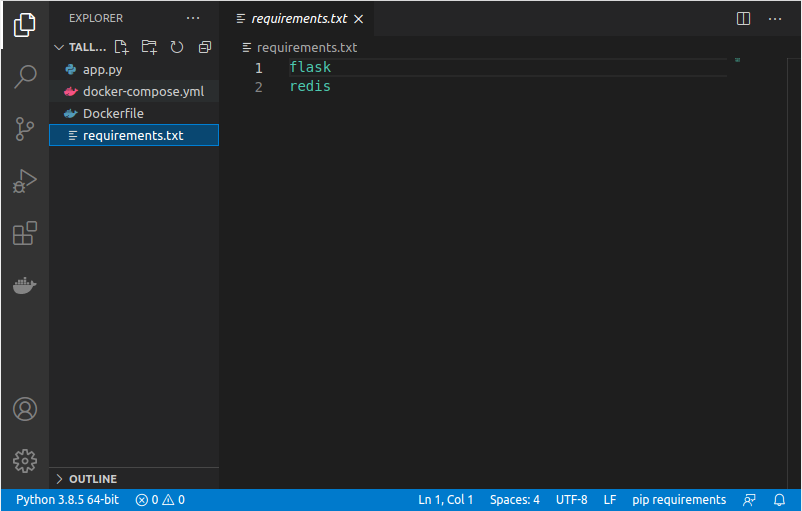 EXPLORER
TALL...
app.py
docker-compose.yml
Dockerfile
requirements.txt
OUTLINE
requirements.txt
requirements.txt
1 flask
2 redis
Python 3.8.5 64-bit 0 0 Ln 1, Col 1 Spaces: 4 UTF-8 LF pip requirements